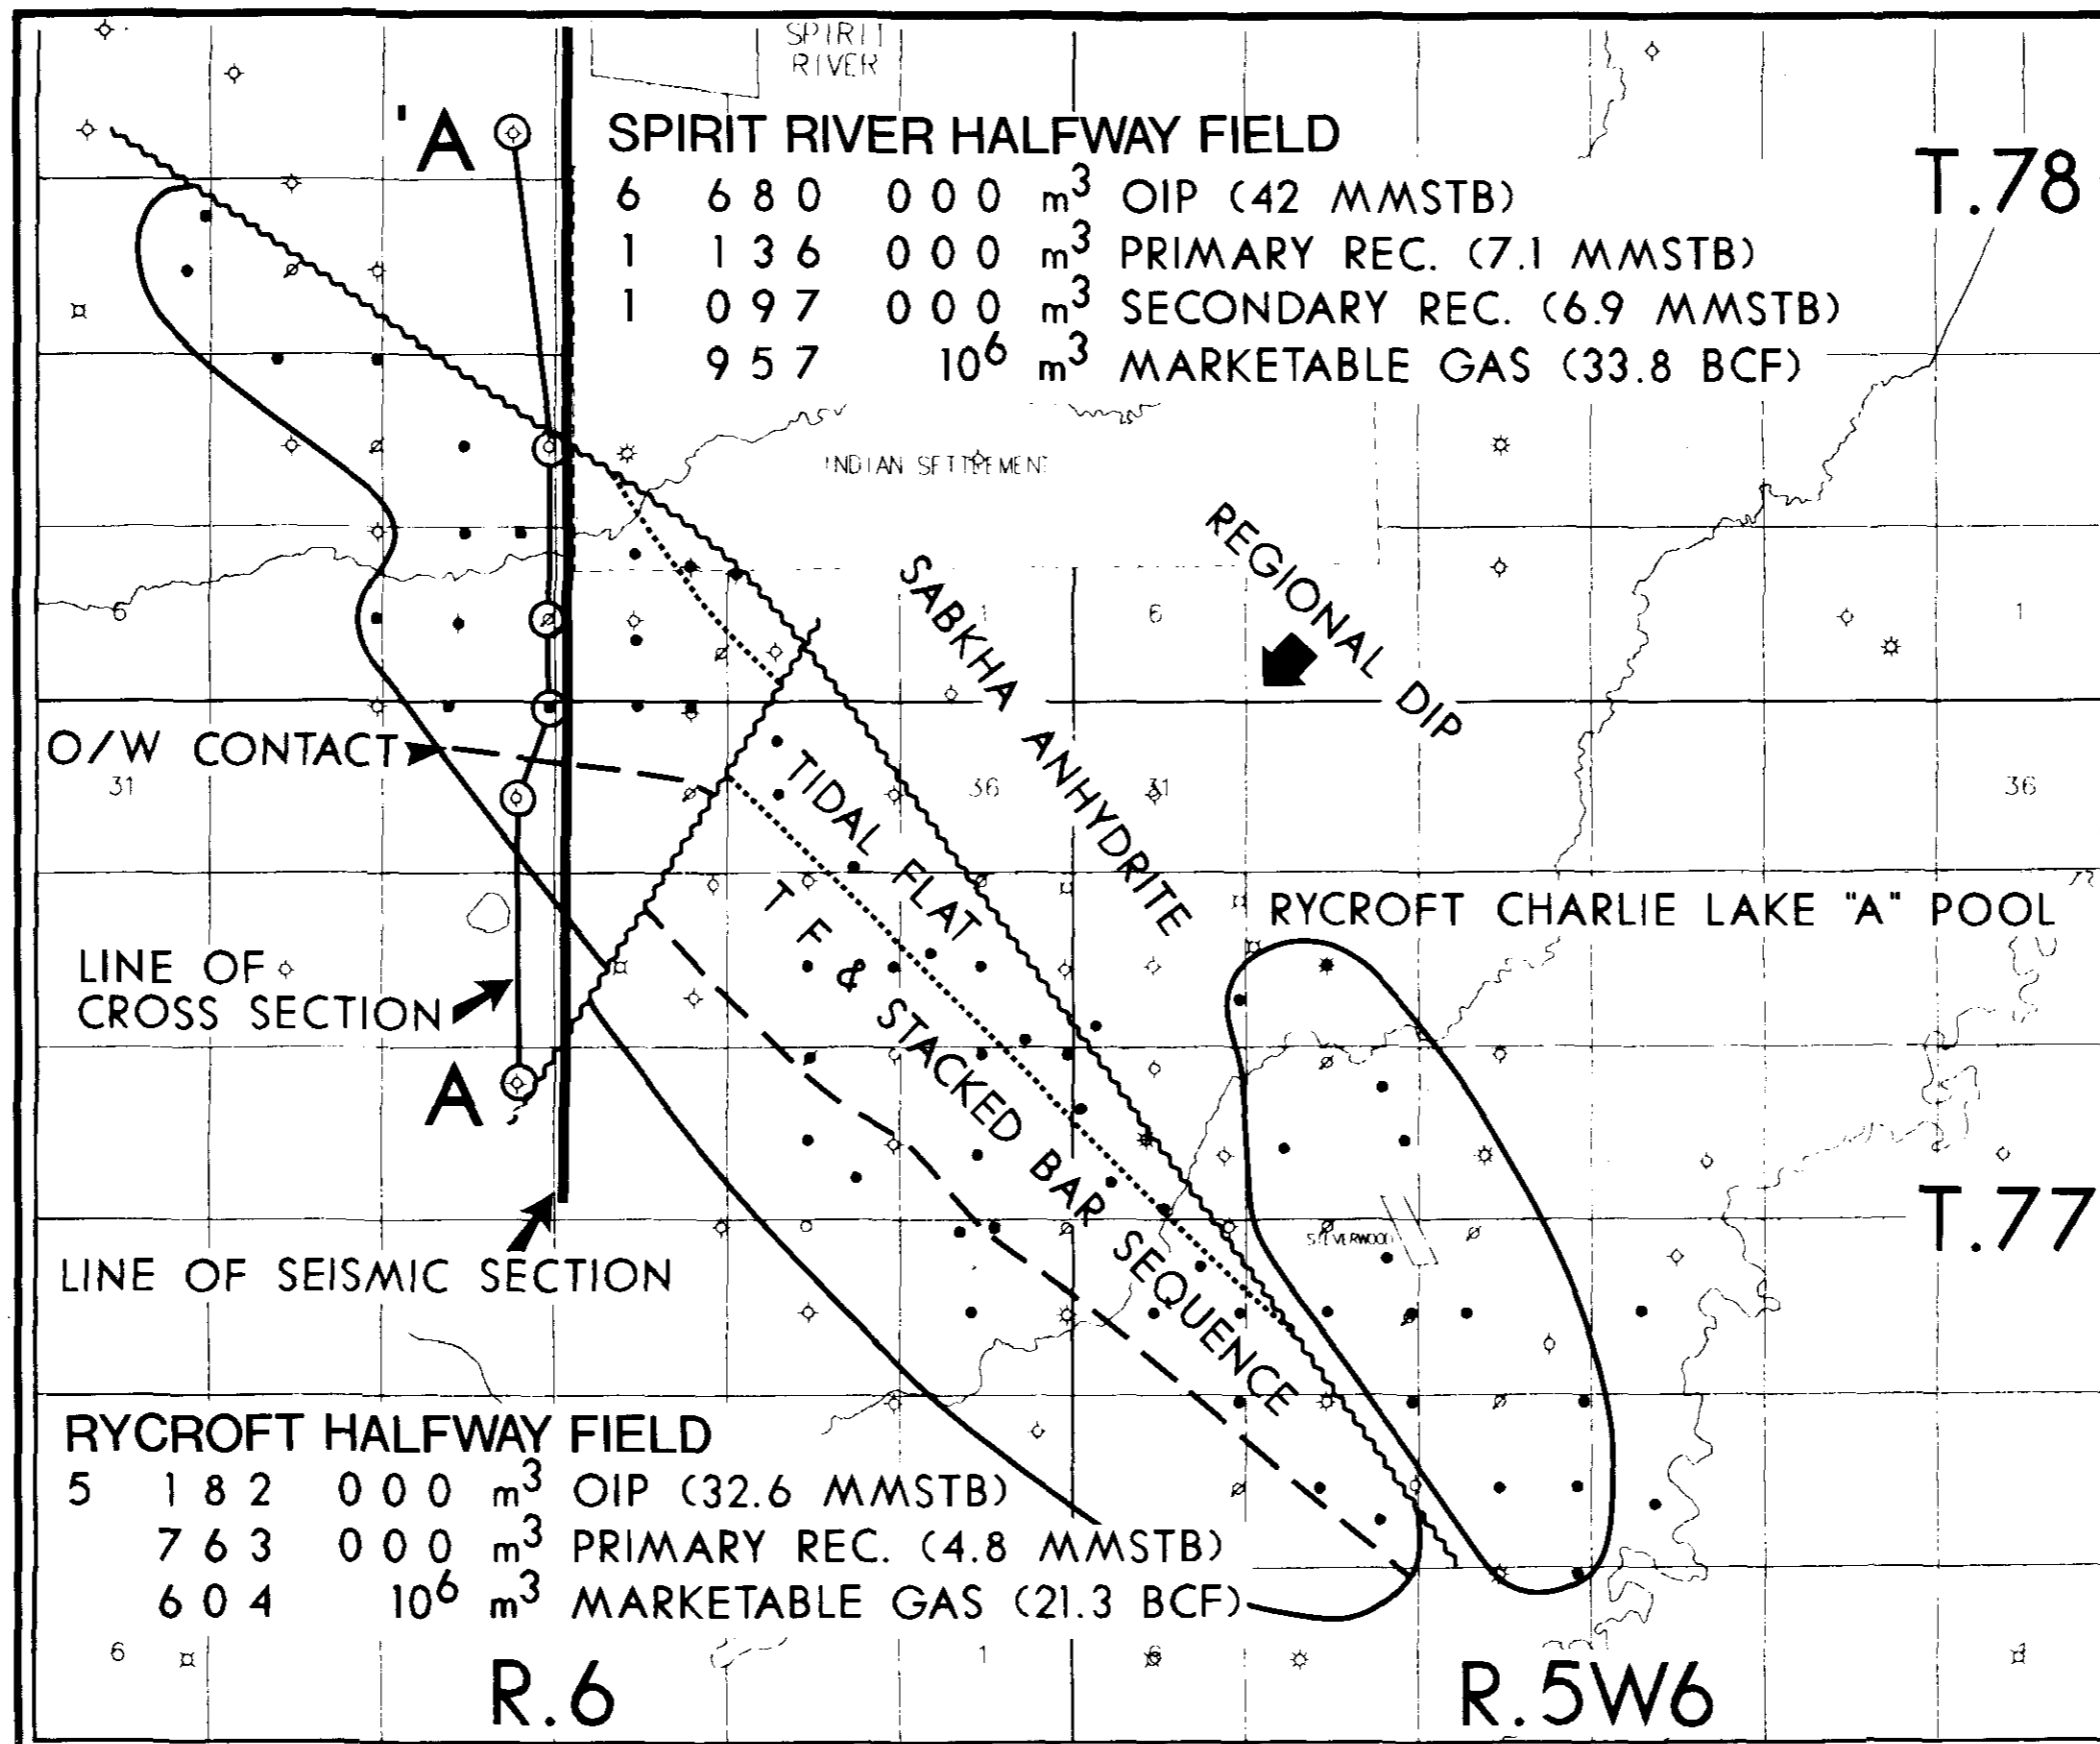 SPIRIT
RIVER
'A
SPIRIT RIVER HALFWAY FIELD
6 680 000 m³ OIP (42 MMSTB)
1 136 000 m³ PRIMARY REC. (7.1 MMSTB)
1 097 000 m³ SECONDARY REC. (6.9 MMSTB)
957 10⁶ m³ MARKETABLE GAS (33.8 BCF)
T.78
INDIAN SETTLEMENT
REGIONAL DIP
SABKHA ANHYDRITE
6
1
6
1
O/W CONTACT
31
36
31
36
TIDAL FLAT
T F & STACKED BAR SEQUENCE
RYCROFT CHARLIE LAKE "A" POOL
LINE OF
CROSS SECTION
A
T.77
LINE OF SEISMIC SECTION
RYCROFT HALFWAY FIELD
5 182 000 m³ OIP (32.6 MMSTB)
763 000 m³ PRIMARY REC. (4.8 MMSTB)
604 10⁶ m³ MARKETABLE GAS (21.3 BCF)
6
1
6
1
R.6
R.5W6